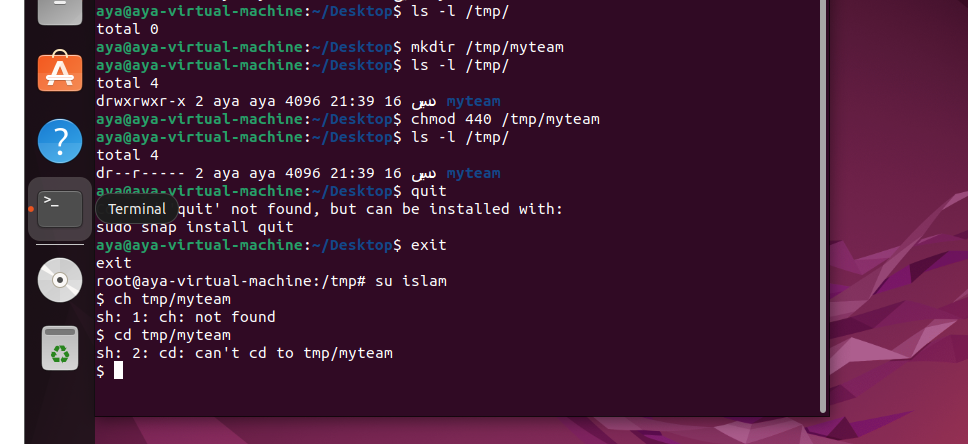 aya@aya-virtual-machine:~/Desktop$ ls -l /tmp/
total 0
aya@aya-virtual-machine:~/Desktop$ mkdir /tmp/myteam
aya@aya-virtual-machine:~/Desktop$ ls -l /tmp/
total 4
drwxrwxr-x 2 aya aya 4096 21:39 16 دسم myteam
aya@aya-virtual-machine:~/Desktop$ chmod 440 /tmp/myteam
aya@aya-virtual-machine:~/Desktop$ ls -l /tmp/
total 4
dr--r----- 2 aya aya 4096 21:39 16 دسم myteam
aya@aya-virtual-machine:~/Desktop$ quit
Terminal quit' not found, but can be installed with:
sudo snap install quit
aya@aya-virtual-machine:~/Desktop$ exit
exit
root@aya-virtual-machine:/tmp# su islam
$ ch tmp/myteam
sh: 1: ch: not found
$ cd tmp/myteam
sh: 2: cd: can't cd to tmp/myteam
$